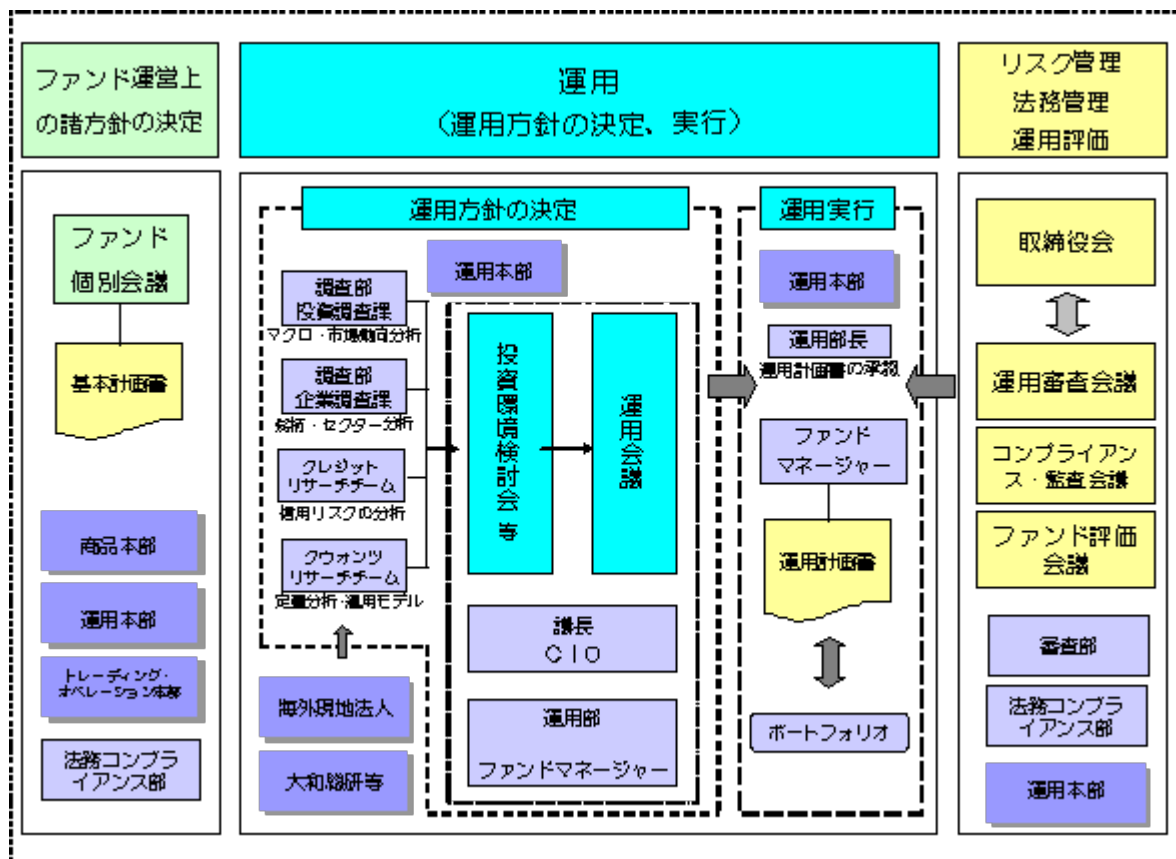 ファンド運営上
の諸方針の決定
運用
(運用方針の決定、実行)
リスク管理
法務管理
運用評価
ファンド
個別会議
基本計画書
商品本部
運用本部
トレーディング・
オペレーション本部
法務コンプラ
イアンス部
運用方針の決定
運用本部
調査部
投資調査課
マクロ・市場動向分析
調査部
企業調査課
銘柄・セクター分析
クレジット
リサーチチーム
信用リスクの分析
クウォンツ
リサーチチーム
定量分析・運用モデル
海外現地法人
大和総研等
投資環境検討会 等
運用会議
議長
CIO
運用部
ファンドマネージャー
運用実行
運用本部
運用部長
運用計画書の承認
ファンド
マネージャー
運用計画書
ポートフォリオ
取締役会
運用審査会議
コンプライアン
ス・監査会議
ファンド評価
会議
審査部
法務コンプラ
イアンス部
運用本部